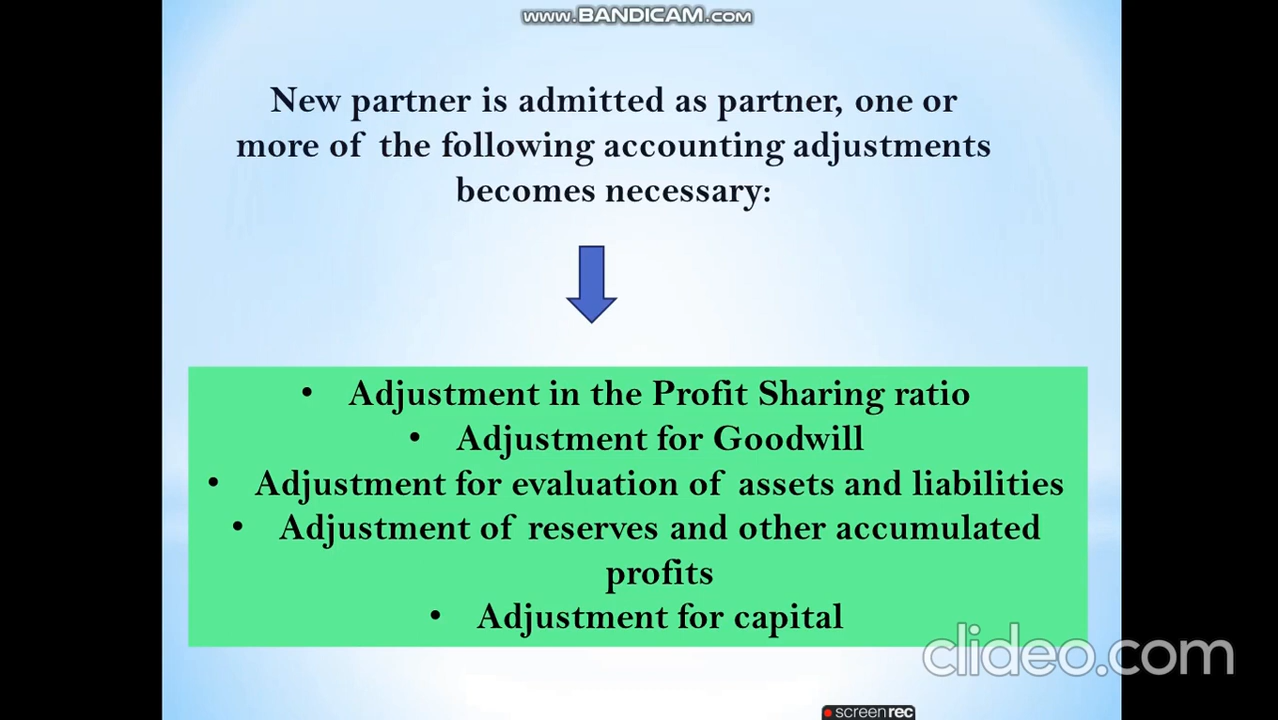 www.BANDICAM.com
New partner is admitted as partner, one or
more of the following accounting adjustments
becomes necessary:
• Adjustment in the Profit Sharing ratio
• Adjustment for Goodwill
• Adjustment for evaluation of assets and liabilities
• Adjustment of reserves and other accumulated
profits
• Adjustment for capital
clideo.com
screenrec